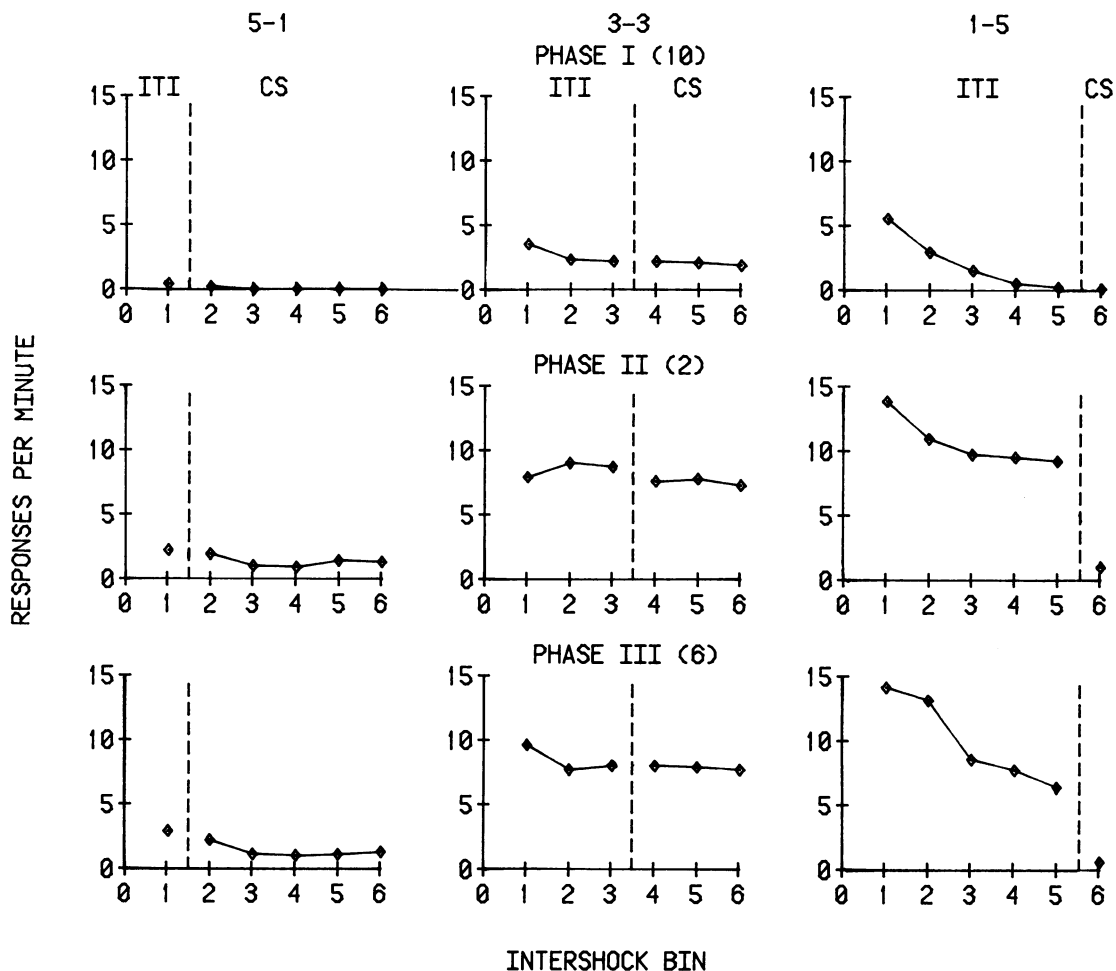 5-1 3-3 1-5
PHASE I (10)
ITI CS ITI CS ITI CS
15 15 15
10 10 10
5 5 5
0 0 0
0 1 2 3 4 5 6 0 1 2 3 4 5 6 0 1 2 3 4 5 6
PHASE II (2)
15 15 15
10 10 10
5 5 5
0 0 0
0 1 2 3 4 5 6 0 1 2 3 4 5 6 0 1 2 3 4 5 6
PHASE III (6)
15 15 15
10 10 10
5 5 5
0 0 0
0 1 2 3 4 5 6 0 1 2 3 4 5 6 0 1 2 3 4 5 6
RESPONSES PER MINUTE
INTERSHOCK BIN